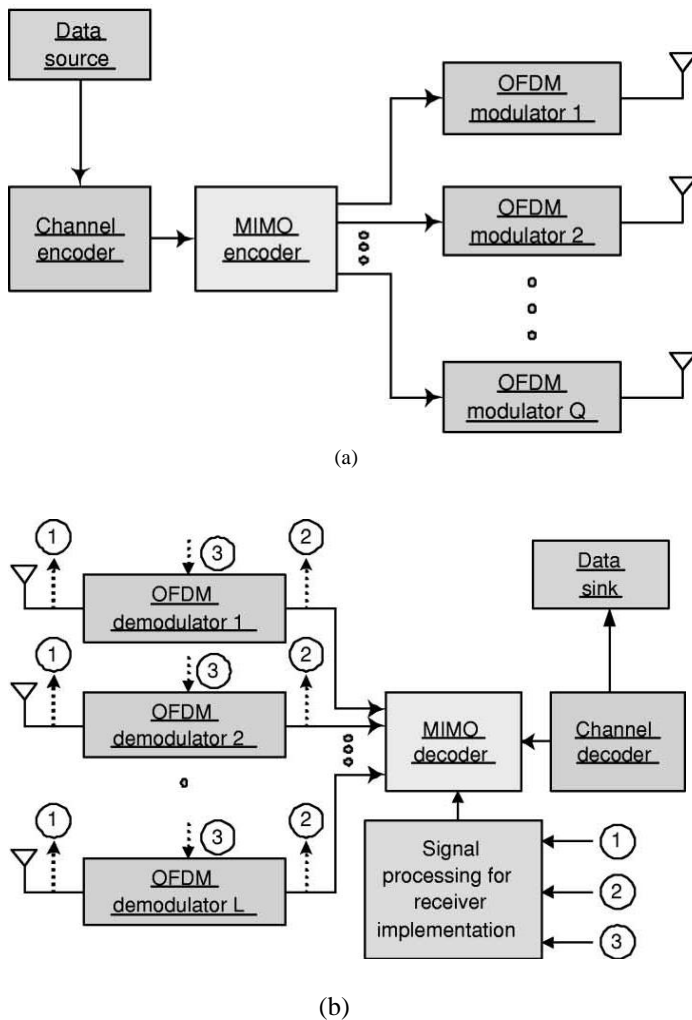 Data
source
OFDM
modulator 1
Channel
encoder
MIMO
encoder
OFDM
modulator 2
OFDM
modulator Q
(a)
1
3
2
OFDM
demodulator 1
Data
sink
1
3
2
OFDM
demodulator 2
MIMO
decoder
Channel
decoder
1
3
2
OFDM
demodulator L
Signal
processing for
receiver
implementation
1
2
3
(b)